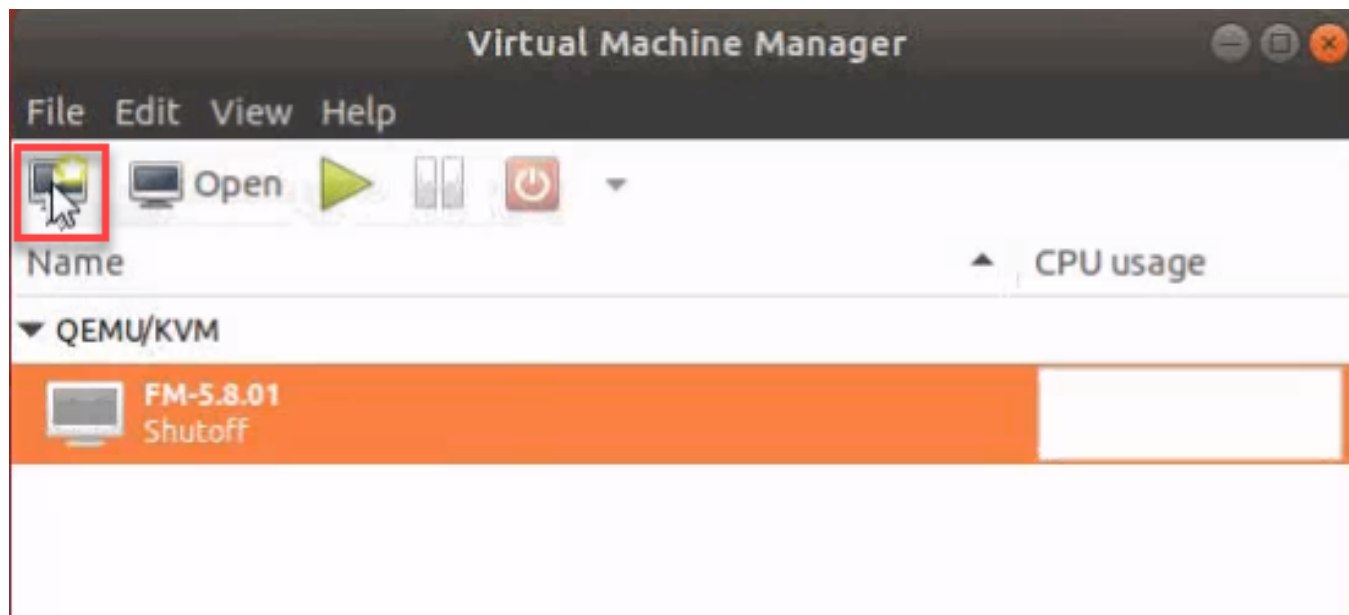 Virtual Machine Manager
File Edit View Help
Open
Name CPU usage
QEMU/KVM
FM-5.8.01
Shutoff